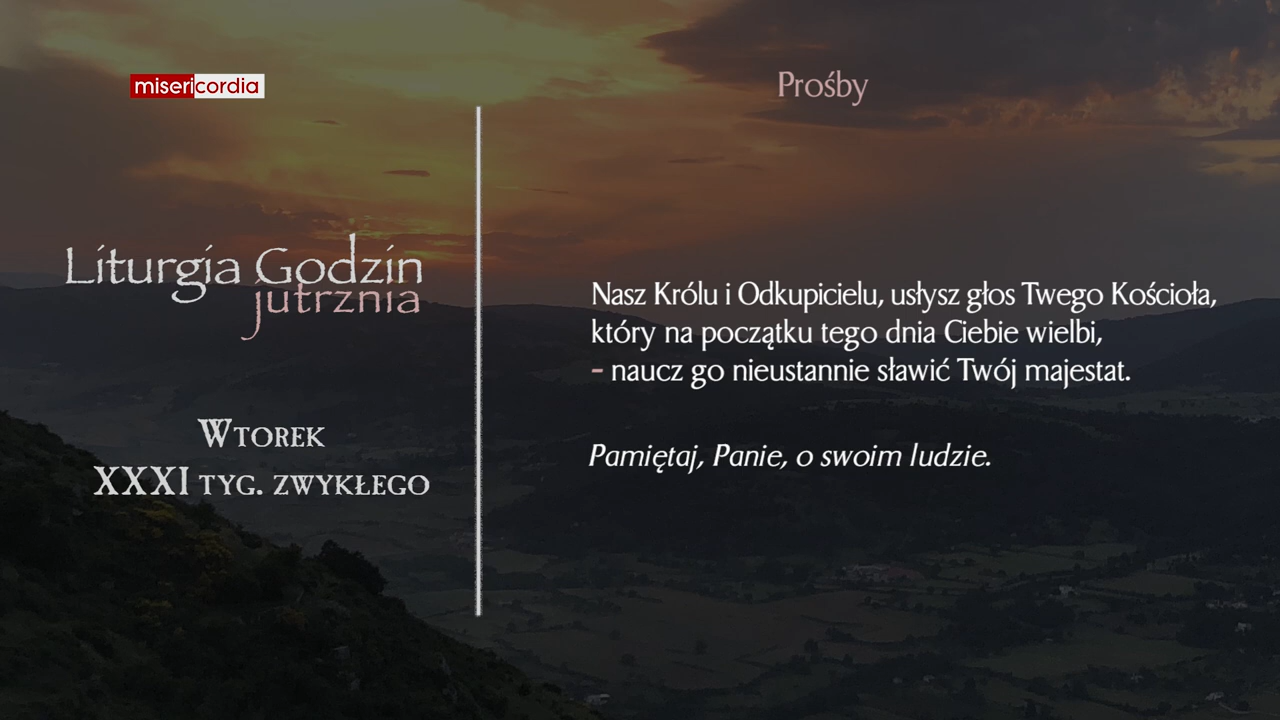 misericordia
Liturgia Godzin
jutrznia
Wtorek
XXXI tyg. zwykłego
Prośby
Nasz Królu i Odkupicielu, usłysz głos Twego Kościoła,
który na początku tego dnia Ciebie wielbi,
- naucz go nieustannie sławić Twój majestat.
Pamiętaj, Panie, o swoim ludzie.